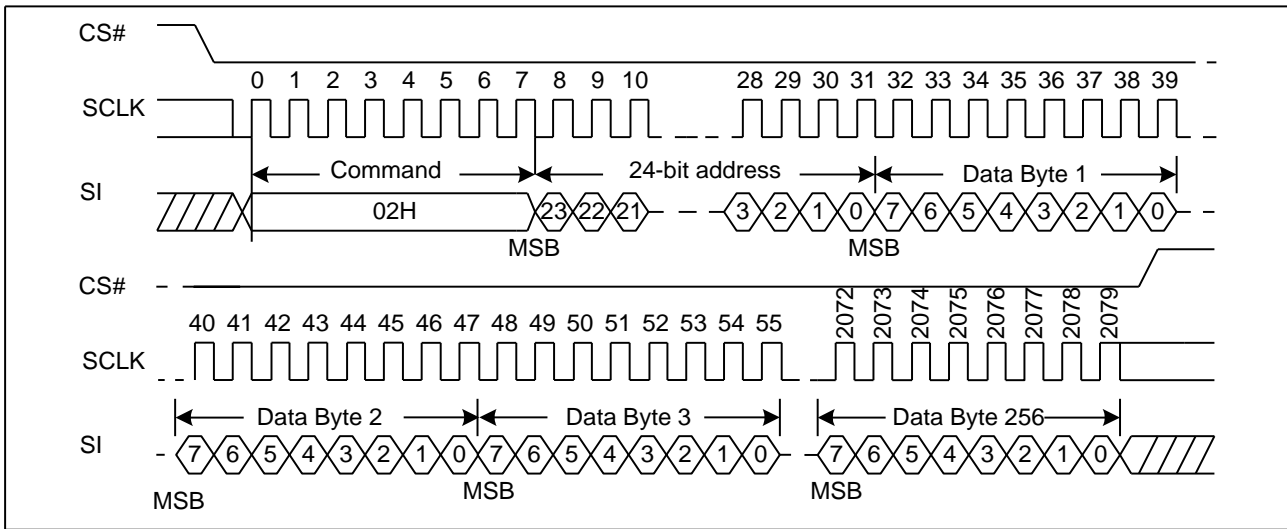 CS#
0 1 2 3 4 5 6 7 8 9 10 28 29 30 31 32 33 34 35 36 37 38 39
SCLK
Command 24-bit address Data Byte 1
SI
02H 23 22 21 3 2 1 0 7 6 5 4 3 2 1 0
MSB MSB
CS#
40 41 42 43 44 45 46 47 48 49 50 51 52 53 54 55 2072 2073 2074 2075 2076 2077 2078 2079
SCLK
Data Byte 2 Data Byte 3 Data Byte 256
SI
7 6 5 4 3 2 1 0 7 6 5 4 3 2 1 0 7 6 5 4 3 2 1 0
MSB MSB MSB